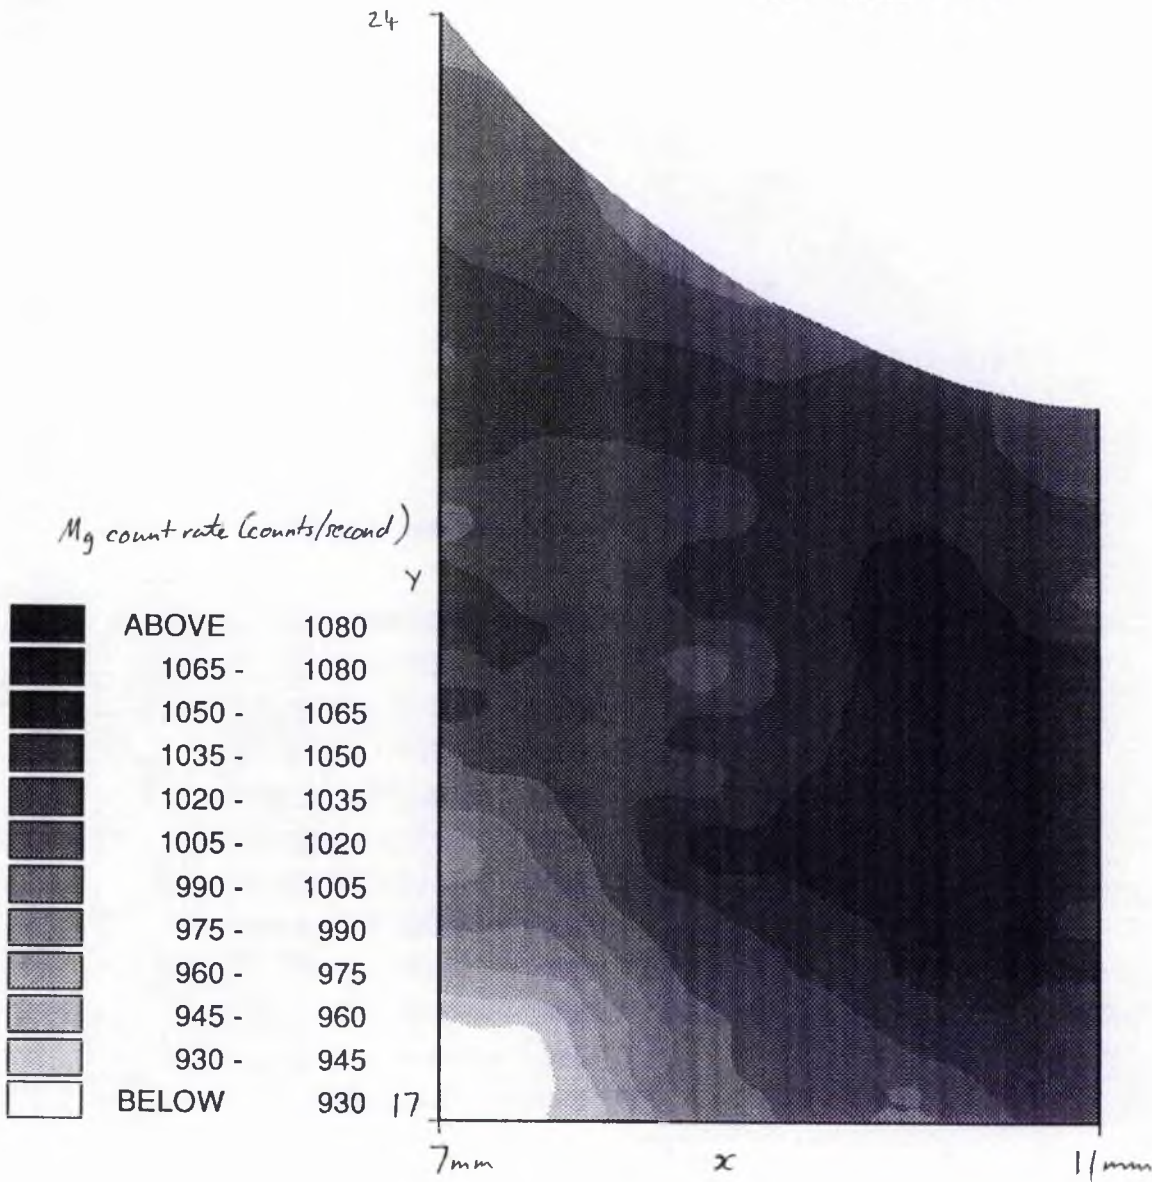 24
Mg count rate (counts/second)
Y
ABOVE 1080
1065 - 1080
1050 - 1065
1035 - 1050
1020 - 1035
1005 - 1020
990 - 1005
975 - 990
960 - 975
945 - 960
930 - 945
BELOW 930
17
7mm x 11mm